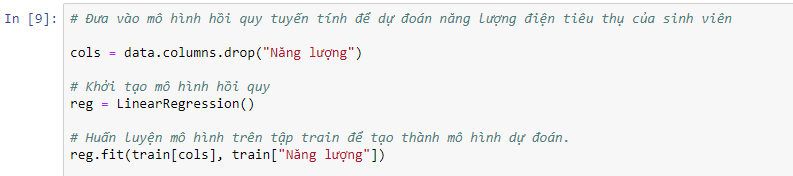 In [9]: # Đưa vào mô hình hồi quy tuyến tính để dự đoán năng lượng điện tiêu thụ của sinh viên
cols = data.columns.drop("Năng lượng")
# Khởi tạo mô hình hồi quy
reg = LinearRegression()
# Huấn luyện mô hình trên tập train để tạo thành mô hình dự đoán.
reg.fit(train[cols], train["Năng lượng"])